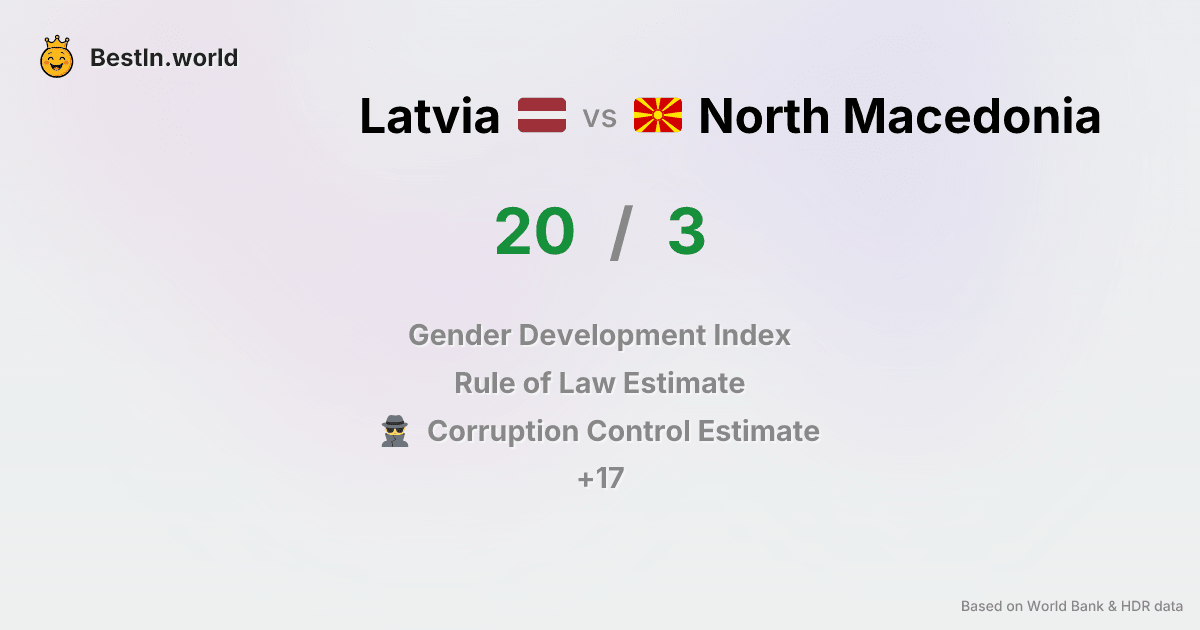 BestIn.world
Latvia vs North Macedonia
20 / 3
Gender Development Index
Rule of Law Estimate
Corruption Control Estimate
+17
Based on World Bank & HDR data